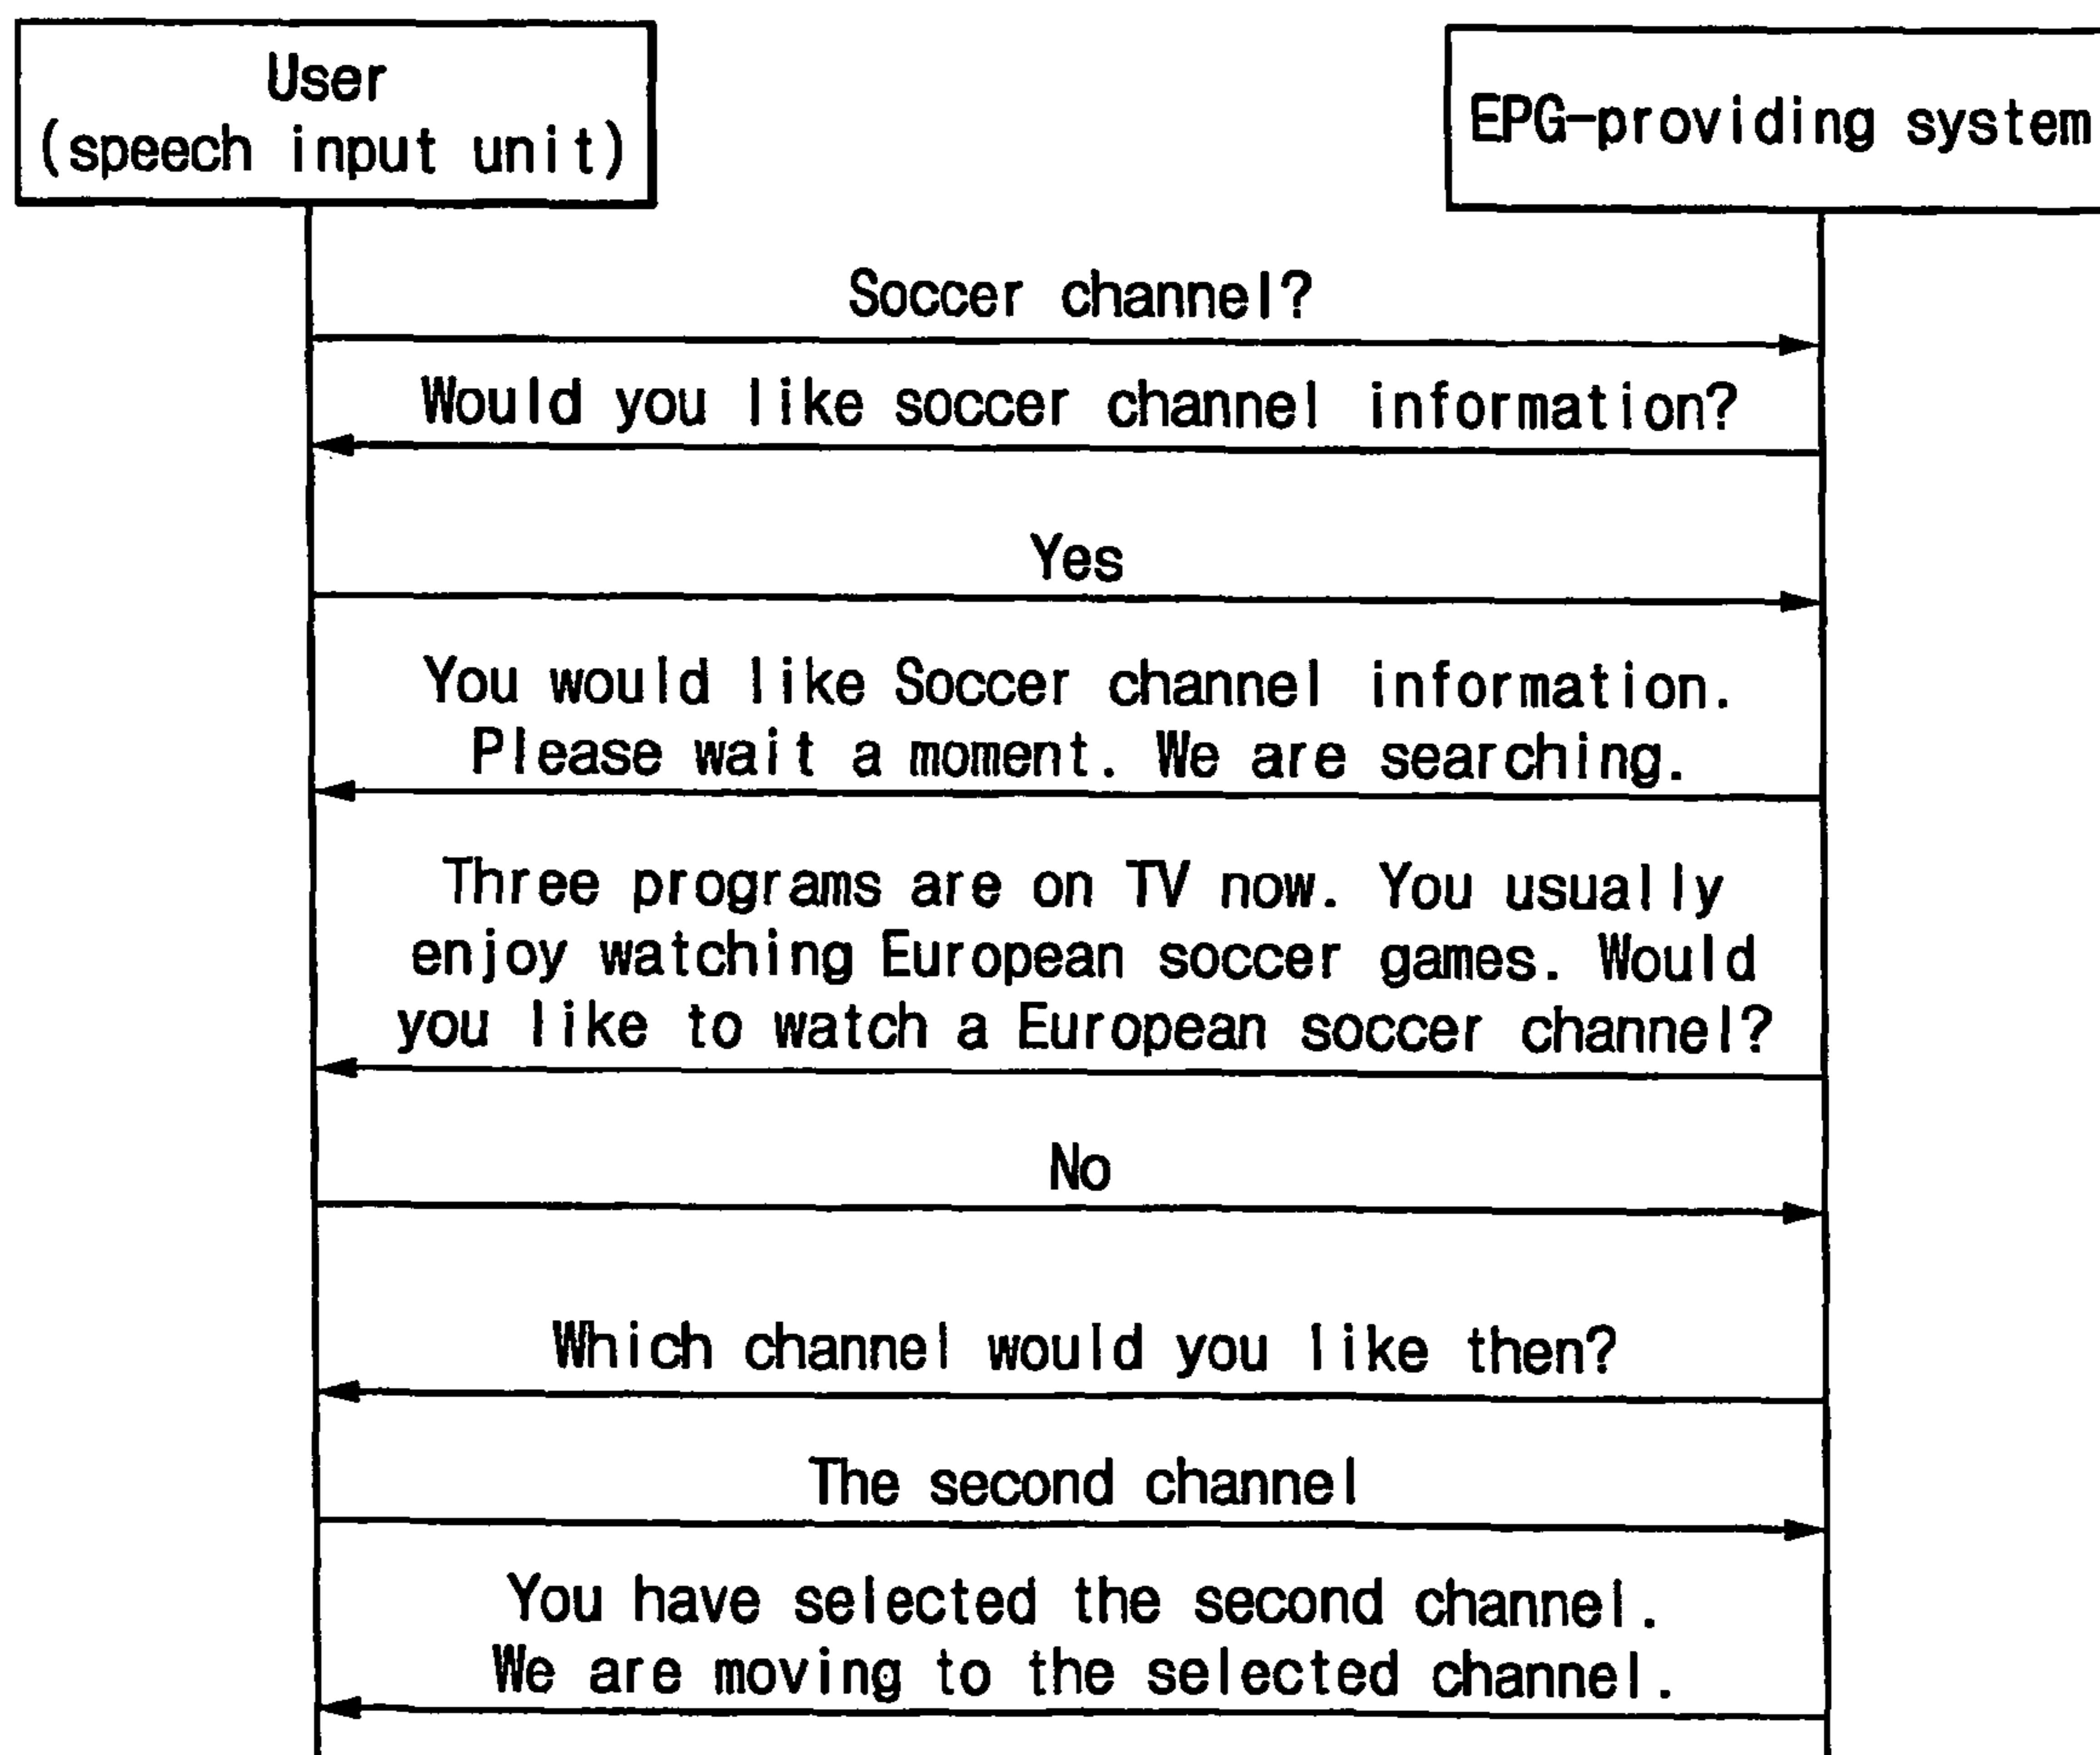 User
(speech input unit)
EPG-providing system
Soccer channel?
Would you like soccer channel information?
Yes
You would like Soccer channel information.
Please wait a moment. We are searching.
Three programs are on TV now. You usually
enjoy watching European soccer games. Would
you like to watch a European soccer channel?
No
Which channel would you like then?
The second channel
You have selected the second channel.
We are moving to the selected channel.